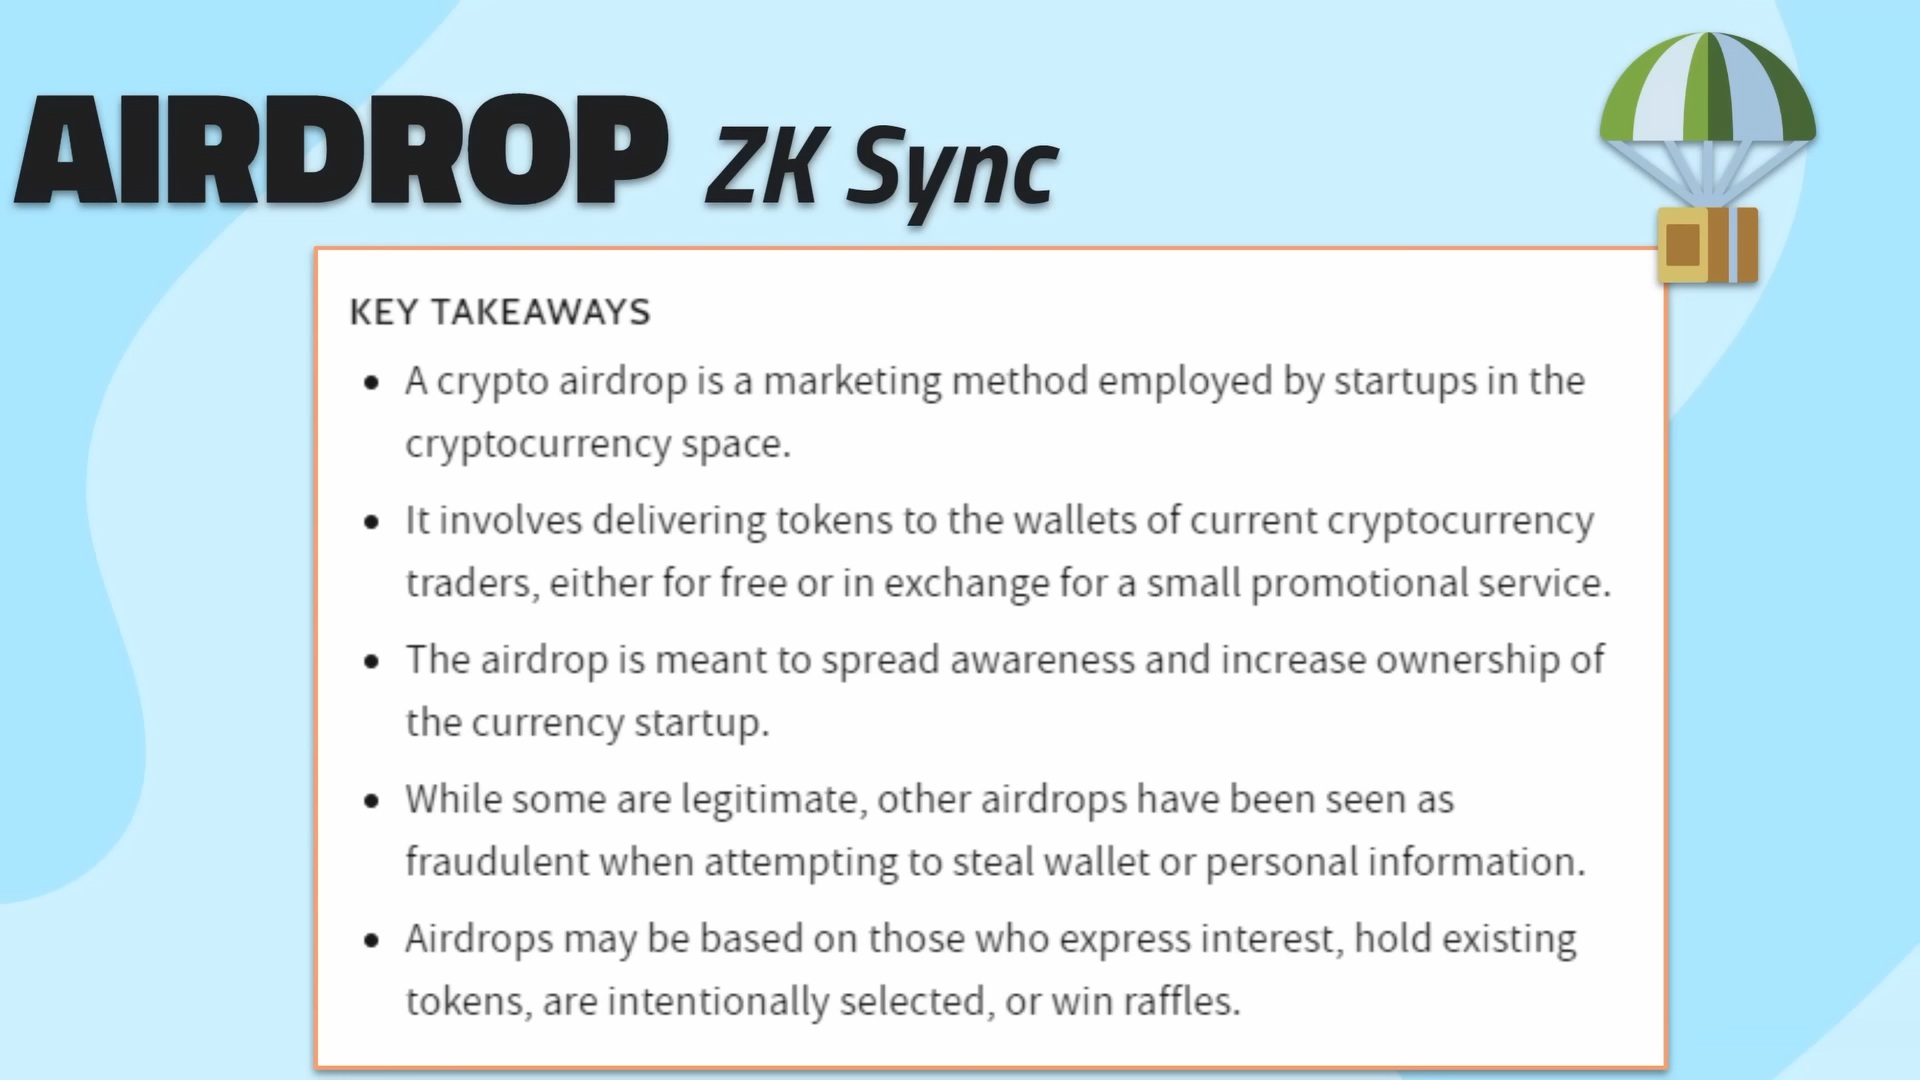 AIRDROP ZK Sync
KEY TAKEAWAYS
• A crypto airdrop is a marketing method employed by startups in the
cryptocurrency space.
• It involves delivering tokens to the wallets of current cryptocurrency
traders, either for free or in exchange for a small promotional service.
• The airdrop is meant to spread awareness and increase ownership of
the currency startup.
• While some are legitimate, other airdrops have been seen as
fraudulent when attempting to steal wallet or personal information.
• Airdrops may be based on those who express interest, hold existing
tokens, are intentionally selected, or win raffles.